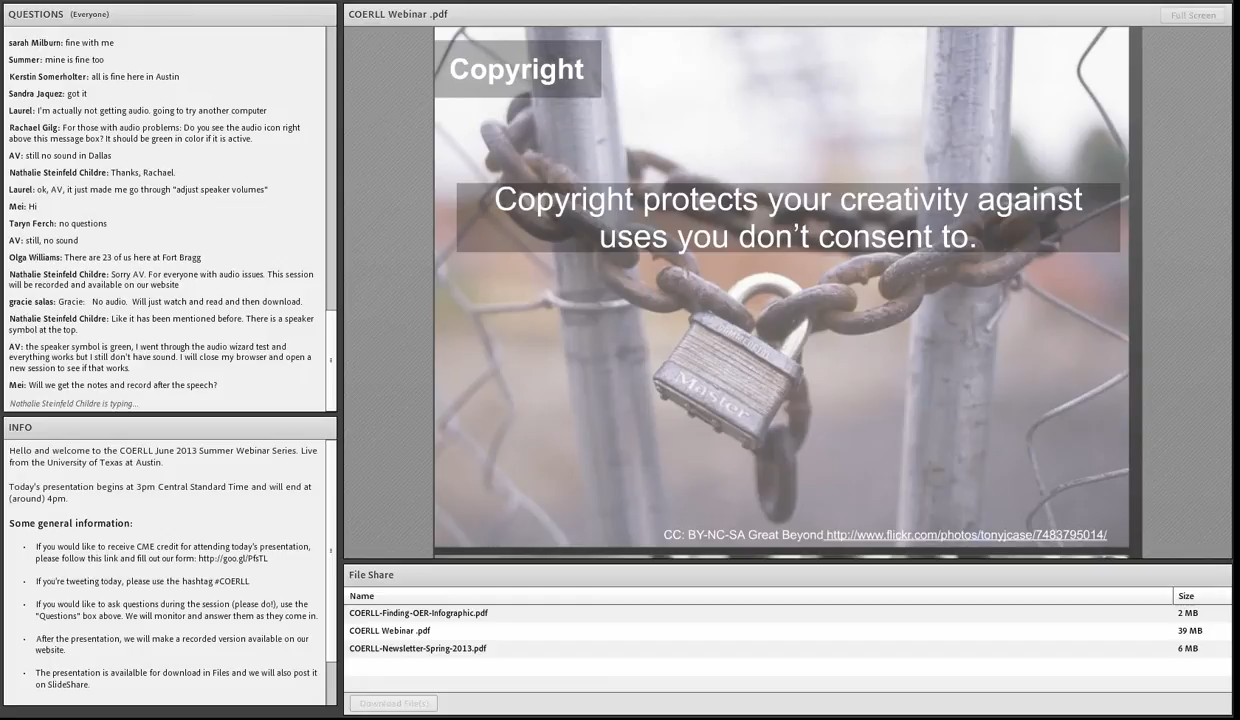 QUESTIONS (Everyone)
sarah Milburn: fine with me
Summer: mine is fine too
Kerstin Somerholter: all is fine here in Austin
Sandra Jaquez: got it
Laurel: I'm actually not getting audio. going to try another computer
Rachael Gilg: For those with audio problems: Do you see the audio icon right
above this message box? It should be green in color if it is active.
AV: still no sound in Dallas
Nathalie Steinfeld Childre: Thanks, Rachael.
Laurel: ok, AV, it just made me go through "adjust speaker volumes"
Mei: Hi
Taryn Ferch: no questions
AV: still, no sound
Olga Williams: There are 23 of us here at Fort Bragg
Nathalie Steinfeld Childre: Sorry AV. For everyone with audio issues. This session
will be recorded and available on our website
gracie salas: Gracie: No audio. Will just watch and read and then download.
Nathalie Steinfeld Childre: Like it has been mentioned before. There is a speaker
symbol at the top.
AV: the speaker symbol is green, I went through the audio wizard test and
everything works but I still don't have sound. I will close my browser and open a
new session to see if that works.
Mei: Will we get the notes and record after the speech?
Nathalie Steinfeld Childre is typing...
INFO
Hello and welcome to the COERLL June 2013 Summer Webinar Series. Live
from the University of Texas at Austin.
Today's presentation begins at 3pm Central Standard Time and will end at
(around) 4pm.
Some general information:
• If you would like to receive CME credit for attending today's presentation,
please follow this link and fill out our form: http://goo.gl/PfsTL
• If you're tweeting today, please use the hashtag #COERLL
• If you would like to ask questions during the session (please do!), use the
"Questions" box above. We will monitor and answer them as they come in.
• After the presentation, we will make a recorded version available on our
website.
• The presentation is availalble for download in Files and we will also post it
on SlideShare.
COERLL Webinar .pdf
Full Screen
Copyright
Copyright protects your creativity against
uses you don't consent to.
Master
CC: BY-NC-SA Great Beyond http://www.flickr.com/photos/tonyjcase/7483795014/
File Share
Name Size
COERLL-Finding-OER-Infographic.pdf 2 MB
COERLL Webinar .pdf 39 MB
COERLL-Newsletter-Spring-2013.pdf 6 MB
Download File(s)